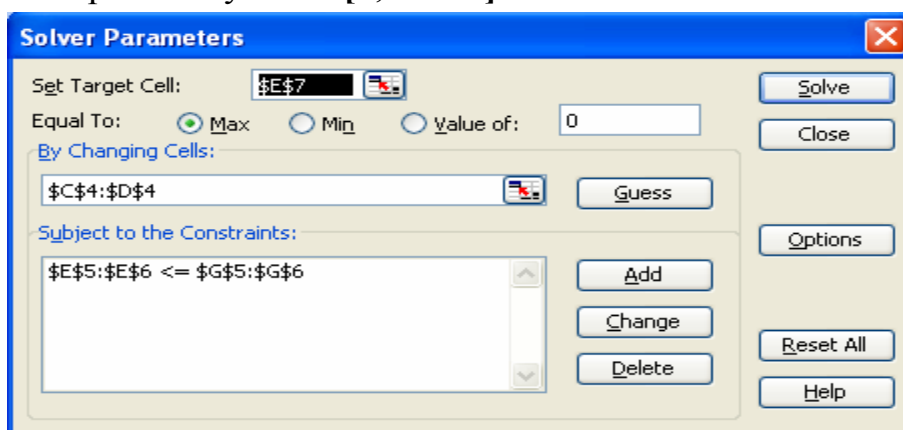 Solver Parameters
Set Target Cell: $E$7 Solve
Equal To: Max Min Value of: 0 Close
By Changing Cells:
$C$4:$D$4 Guess
Subject to the Constraints: Options
$E$5:$E$6 <= $G$5:$G$6 Add
Change
Reset All
Delete
Help